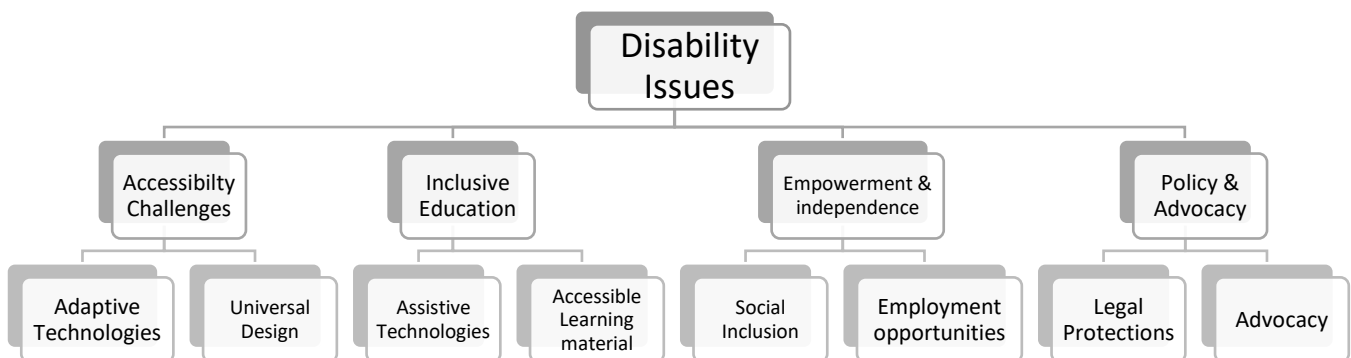 Disability
Issues
Accessibilty
Challenges
Inclusive
Education
Empowerment &
independence
Policy &
Advocacy
Adaptive
Technologies
Universal
Design
Assistive
Technologies
Accessible
Learning
material
Social
Inclusion
Employment
opportunities
Legal
Protections
Advocacy